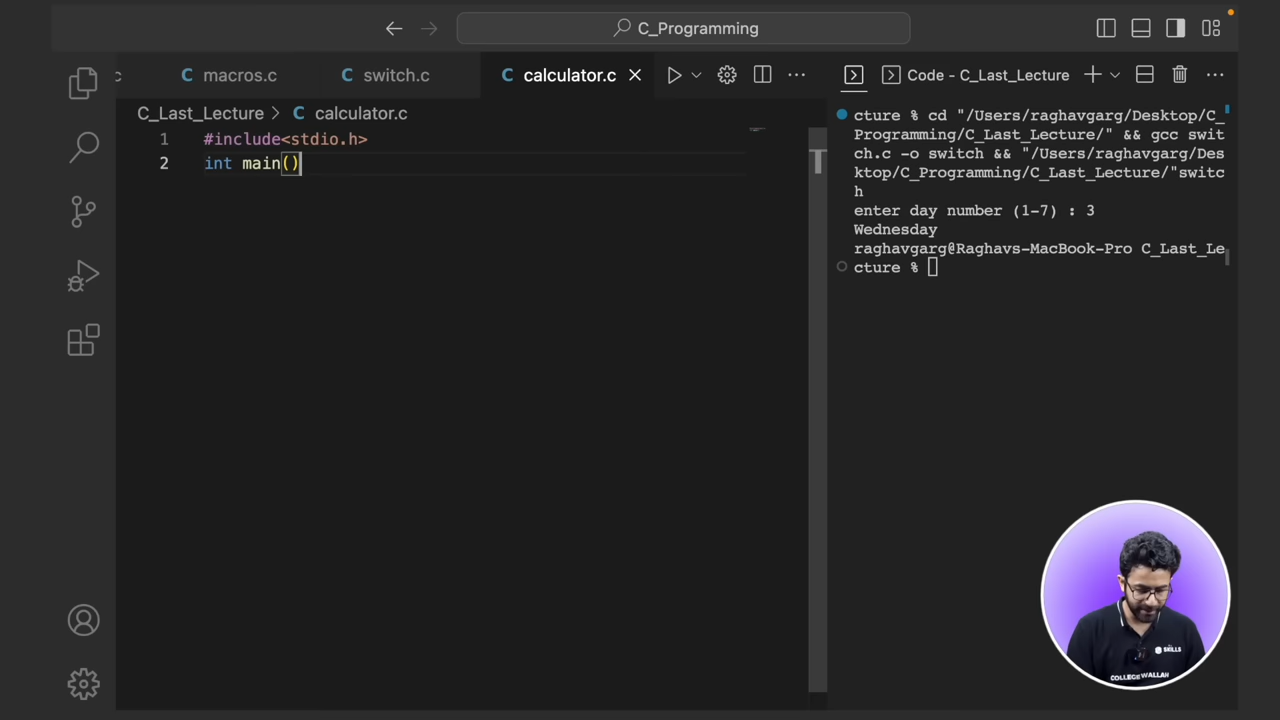 C_Programming
c
macros.c
switch.c
calculator.c
Code - C_Last_Lecture
C_Last_Lecture > C calculator.c
1 #include<stdio.h>
2 int main()
cture % cd "/Users/raghavgarg/Desktop/C_
Programming/C_Last_Lecture/" && gcc swit
ch.c -o switch && "/Users/raghavgarg/Des
ktop/C_Programming/C_Last_Lecture/"switc
h
enter day number (1-7) : 3
Wednesday
raghavgarg@Raghavs-MacBook-Pro C_Last_Le
cture %
SKILLS
COLLEGE WALLAH